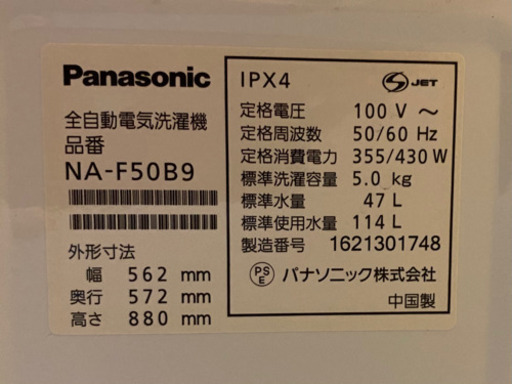 Panasonic
全自動電気洗濯機
品番
NA-F50B9
外形寸法
幅 562 mm
奥行 572 mm
高さ 880 mm
IPX4
S JET
定格電圧 100 V ～
定格周波数 50/60 Hz
定格消費電力 355/430 W
標準洗濯容量 5.0 kg
標準水量 47 L
標準使用水量 114 L
製造番号 1621301748
PS E パナソニック株式会社
中国製